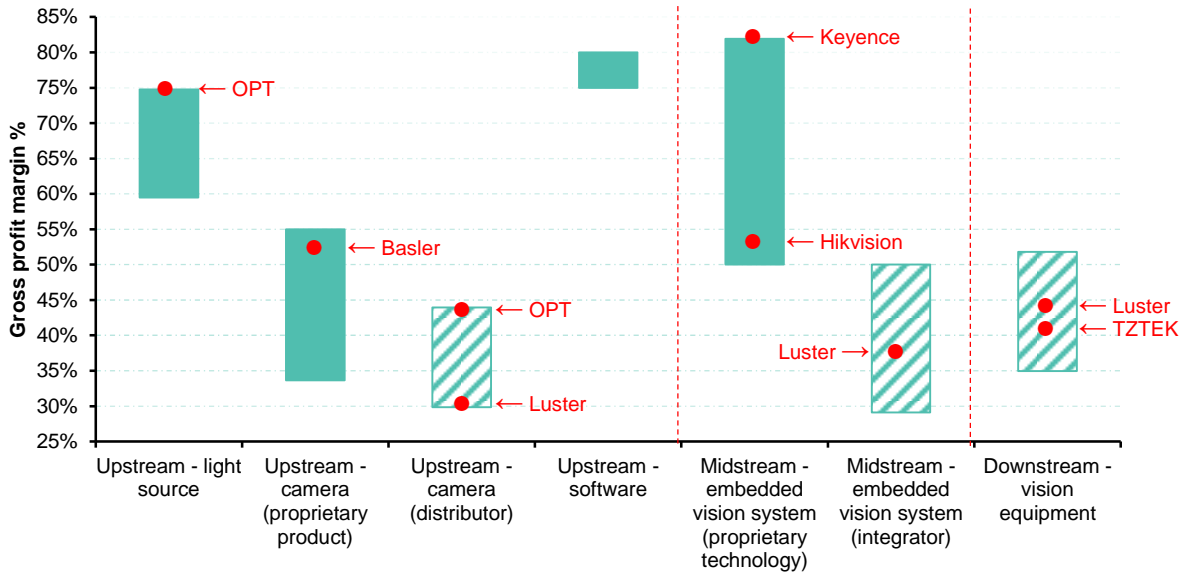 Gross profit margin %
85%
80%
75%
70%
65%
60%
55%
50%
45%
40%
35%
30%
25%
← OPT
← Basler
← OPT
← Luster
← Keyence
← Hikvision
Luster →
← Luster
← TZTEK
Upstream - light
source
Upstream -
camera
(proprietary
product)
Upstream -
camera
(distributor)
Upstream -
software
Midstream -
embedded
vision system
(proprietary
technology)
Midstream -
embedded
vision system
(integrator)
Downstream -
vision
equipment